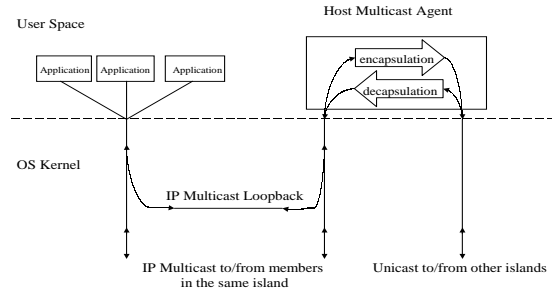 Host Multicast Agent
User Space
Application
Application
Application
encapsulation
decapsulation
OS Kernel
IP Multicast Loopback
IP Multicast to/from members
in the same island
Unicast to/from other islands